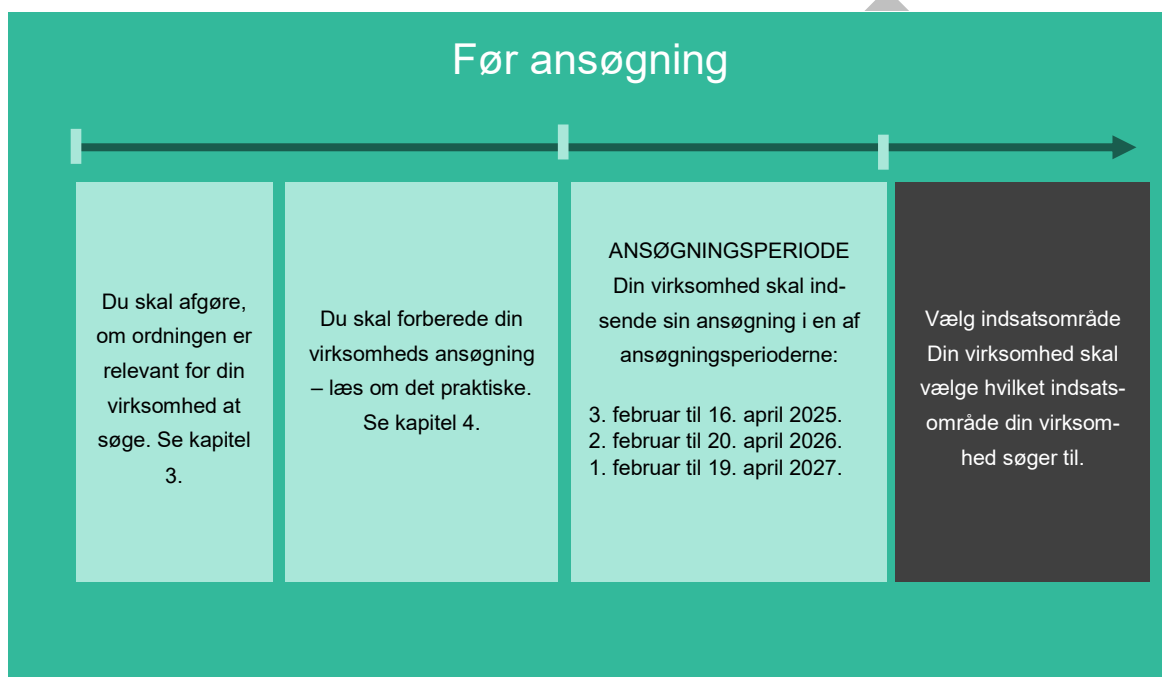 Før ansøgning
Du skal afgøre,
om ordningen er
relevant for din
virksomhed at
søge. Se kapitel
3.
Du skal forberede din
virksomheds ansøgning
– læs om det praktiske.
Se kapitel 4.
ANSØGNINGSPERIODE
Din virksomhed skal ind-
sende sin ansøgning i en af
ansøgningsperioderne:
3. februar til 16. april 2025.
2. februar til 20. april 2026.
1. februar til 19. april 2027.
Vælg indsatsområde
Din virksomhed skal
vælge hvilket indsats-
område din virksom-
hed søger til.